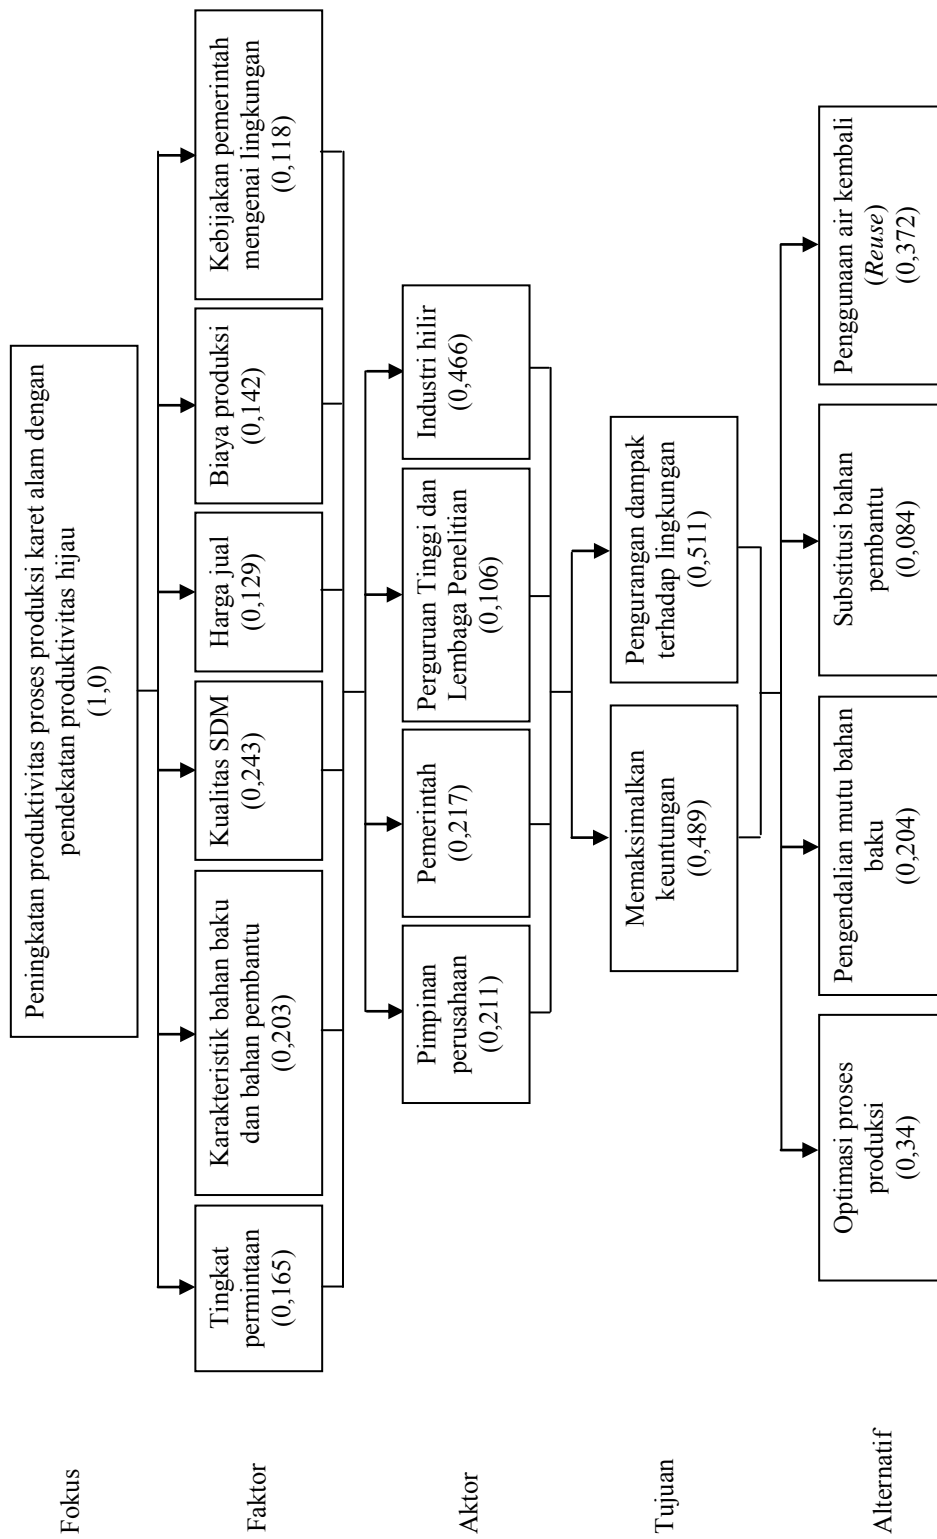 Fokus
Peningkatan produktivitas proses produksi karet alam dengan
pendekatan produktivitas hijau
(1,0)
Faktor
Tingkat
permintaan
(0,165)
Karakteristik bahan baku
dan bahan pembantu
(0,203)
Kualitas SDM
(0,243)
Harga jual
(0,129)
Biaya produksi
(0,142)
Kebijakan pemerintah
mengenai lingkungan
(0,118)
Aktor
Pimpinan
perusahaan
(0,211)
Pemerintah
(0,217)
Perguruan Tinggi dan
Lembaga Penelitian
(0,106)
Industri hilir
(0,466)
Tujuan
Memaksimalkan
keuntungan
(0,489)
Pengurangan dampak
terhadap lingkungan
(0,511)
Alternatif
Optimasi proses
produksi
(0,34)
Pengendalian mutu bahan
baku
(0,204)
Substitusi bahan
pembantu
(0,084)
Penggunaan air kembali
(Reuse)
(0,372)